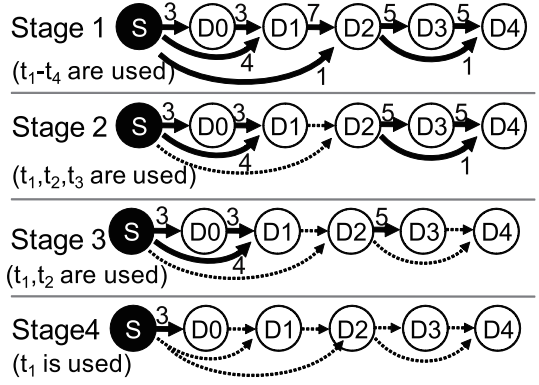 3 3 7 5 5
Stage 1 S D0 D1 D2 D3 D4
4 1 1
(t1-t4 are used)
3 3 5 5
Stage 2 S D0 D1 D2 D3 D4
4 1
(t1,t2,t3 are used)
3 3 5
Stage 3 S D0 D1 D2 D3 D4
4
(t1,t2 are used)
3
Stage4 S D0 D1 D2 D3 D4
(t1 is used)